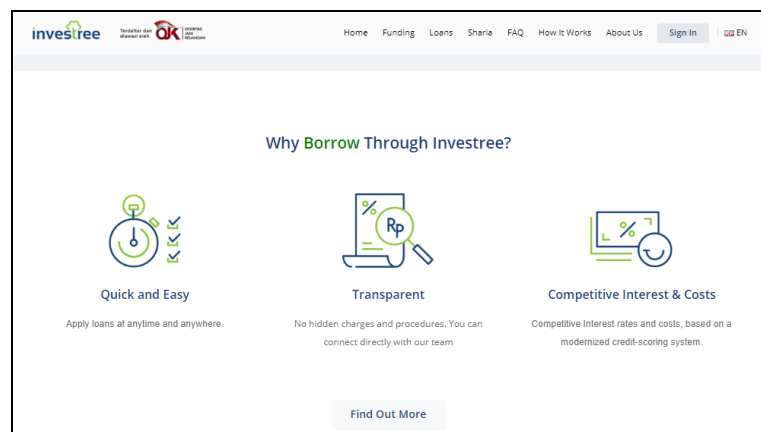 investree
Terdaftar dan
diawasi oleh
OJK OTORITAS
JASA
KEUANGAN
Home Funding Loans Sharia FAQ How It Works About Us Sign In EN
Why Borrow Through Investree?
%
Rp
%
Quick and Easy
Transparent
Competitive Interest & Costs
Apply loans at anytime and anywhere.
No hidden charges and procedures. You can
connect directly with our team
Competitive Interest rates and costs, based on a
modernized credit-scoring system.
Find Out More